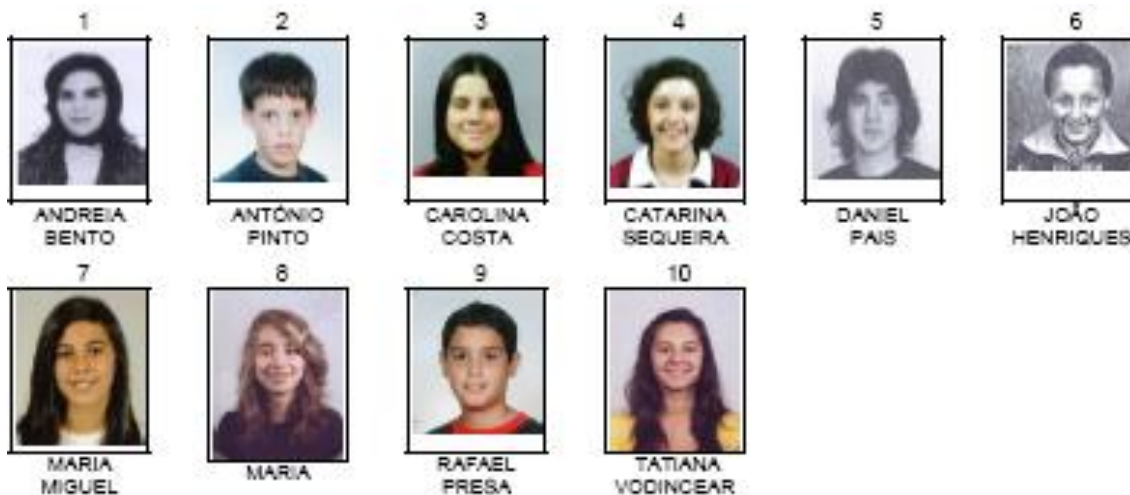 1 2 3 4 5 6
ANDREIA BENTO
ANTÓNIO PINTO
CAROLINA COSTA
CATARINA SEQUEIRA
DANIEL PAIS
JOÃO HENRIQUES
7 8 9 10
MARIA MIGUEL
MARIA
RAFAEL PRESA
TATIANA VODINCEAR